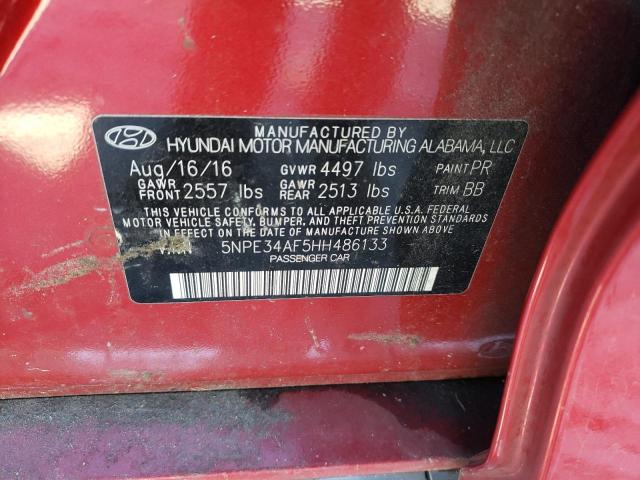 MANUFACTURED BY
HYUNDAI MOTOR MANUFACTURING ALABAMA, LLC
Aug/16/16 GVWR 4497 lbs PAINT PR
GAWR FRONT 2557 lbs GAWR REAR 2513 lbs TRIM BB
THIS VEHICLE CONFORMS TO ALL APPLICABLE U.S.A. FEDERAL
MOTOR VEHICLE SAFETY, BUMPER, AND THEFT PREVENTION STANDARDS
IN EFFECT ON THE DATE OF MANUFACTURE SHOWN ABOVE.
VIN 5NPE34AF5HH486133
PASSENGER CAR